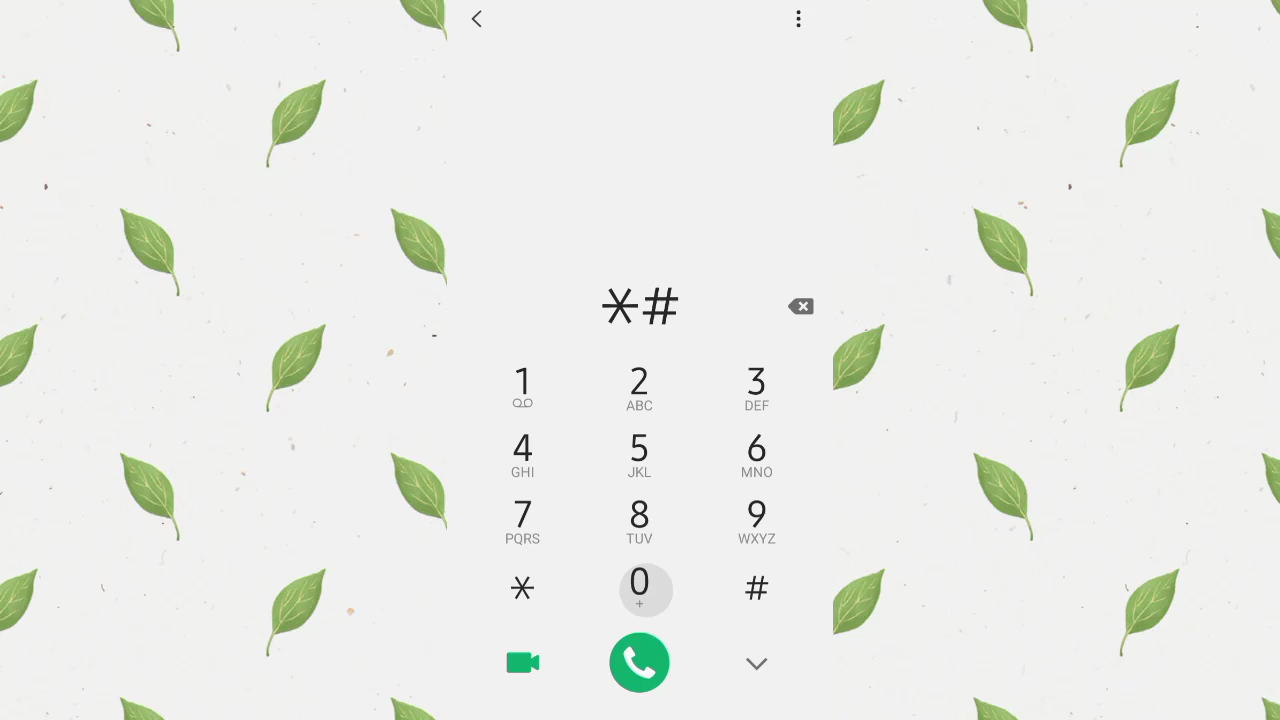 *#
1 2 3
ABC DEF
4 5 6
GHI JKL MNO
7 8 9
PQRS TUV WXYZ
* 0 #
+